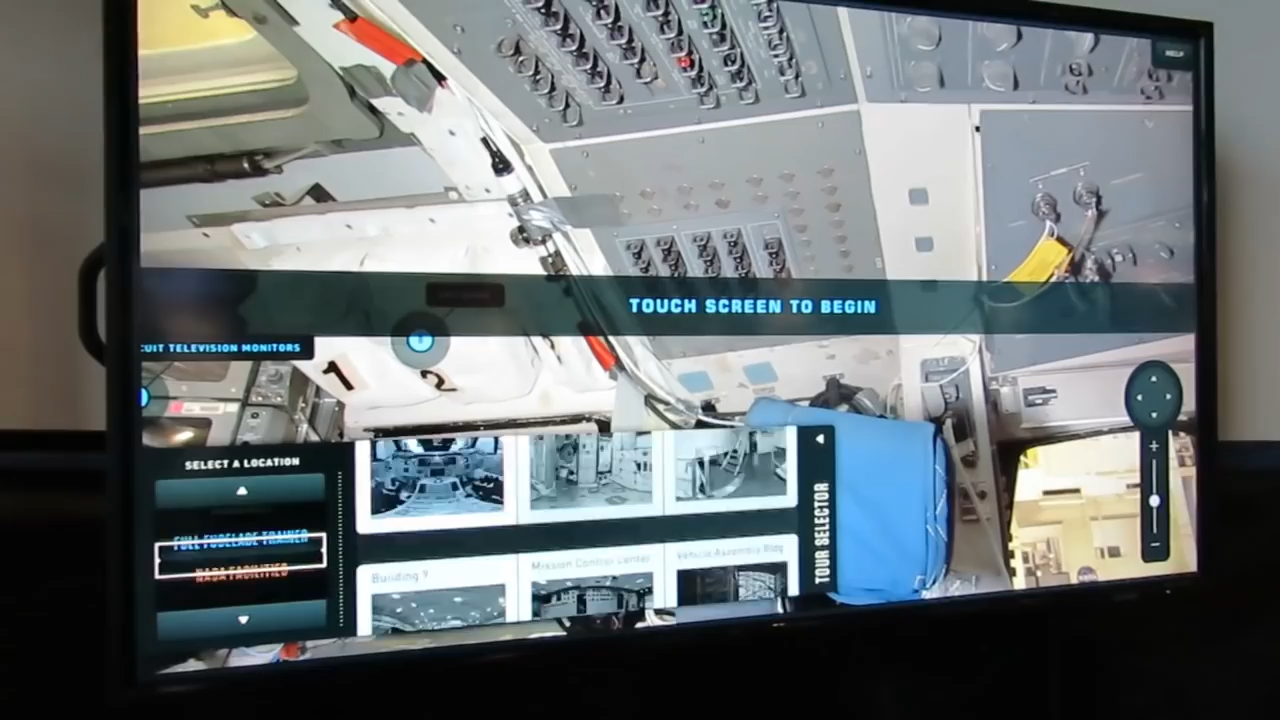 HELP
TOUCH SCREEN TO BEGIN
CUIT TELEVISION MONITORS
1
2
SELECT A LOCATION
FULL FUSELAGE TRAINER
NASA FACILITIES
TOUR SELECTOR
Building 9
Mission Control Center
Vehicle Assembly Bldg